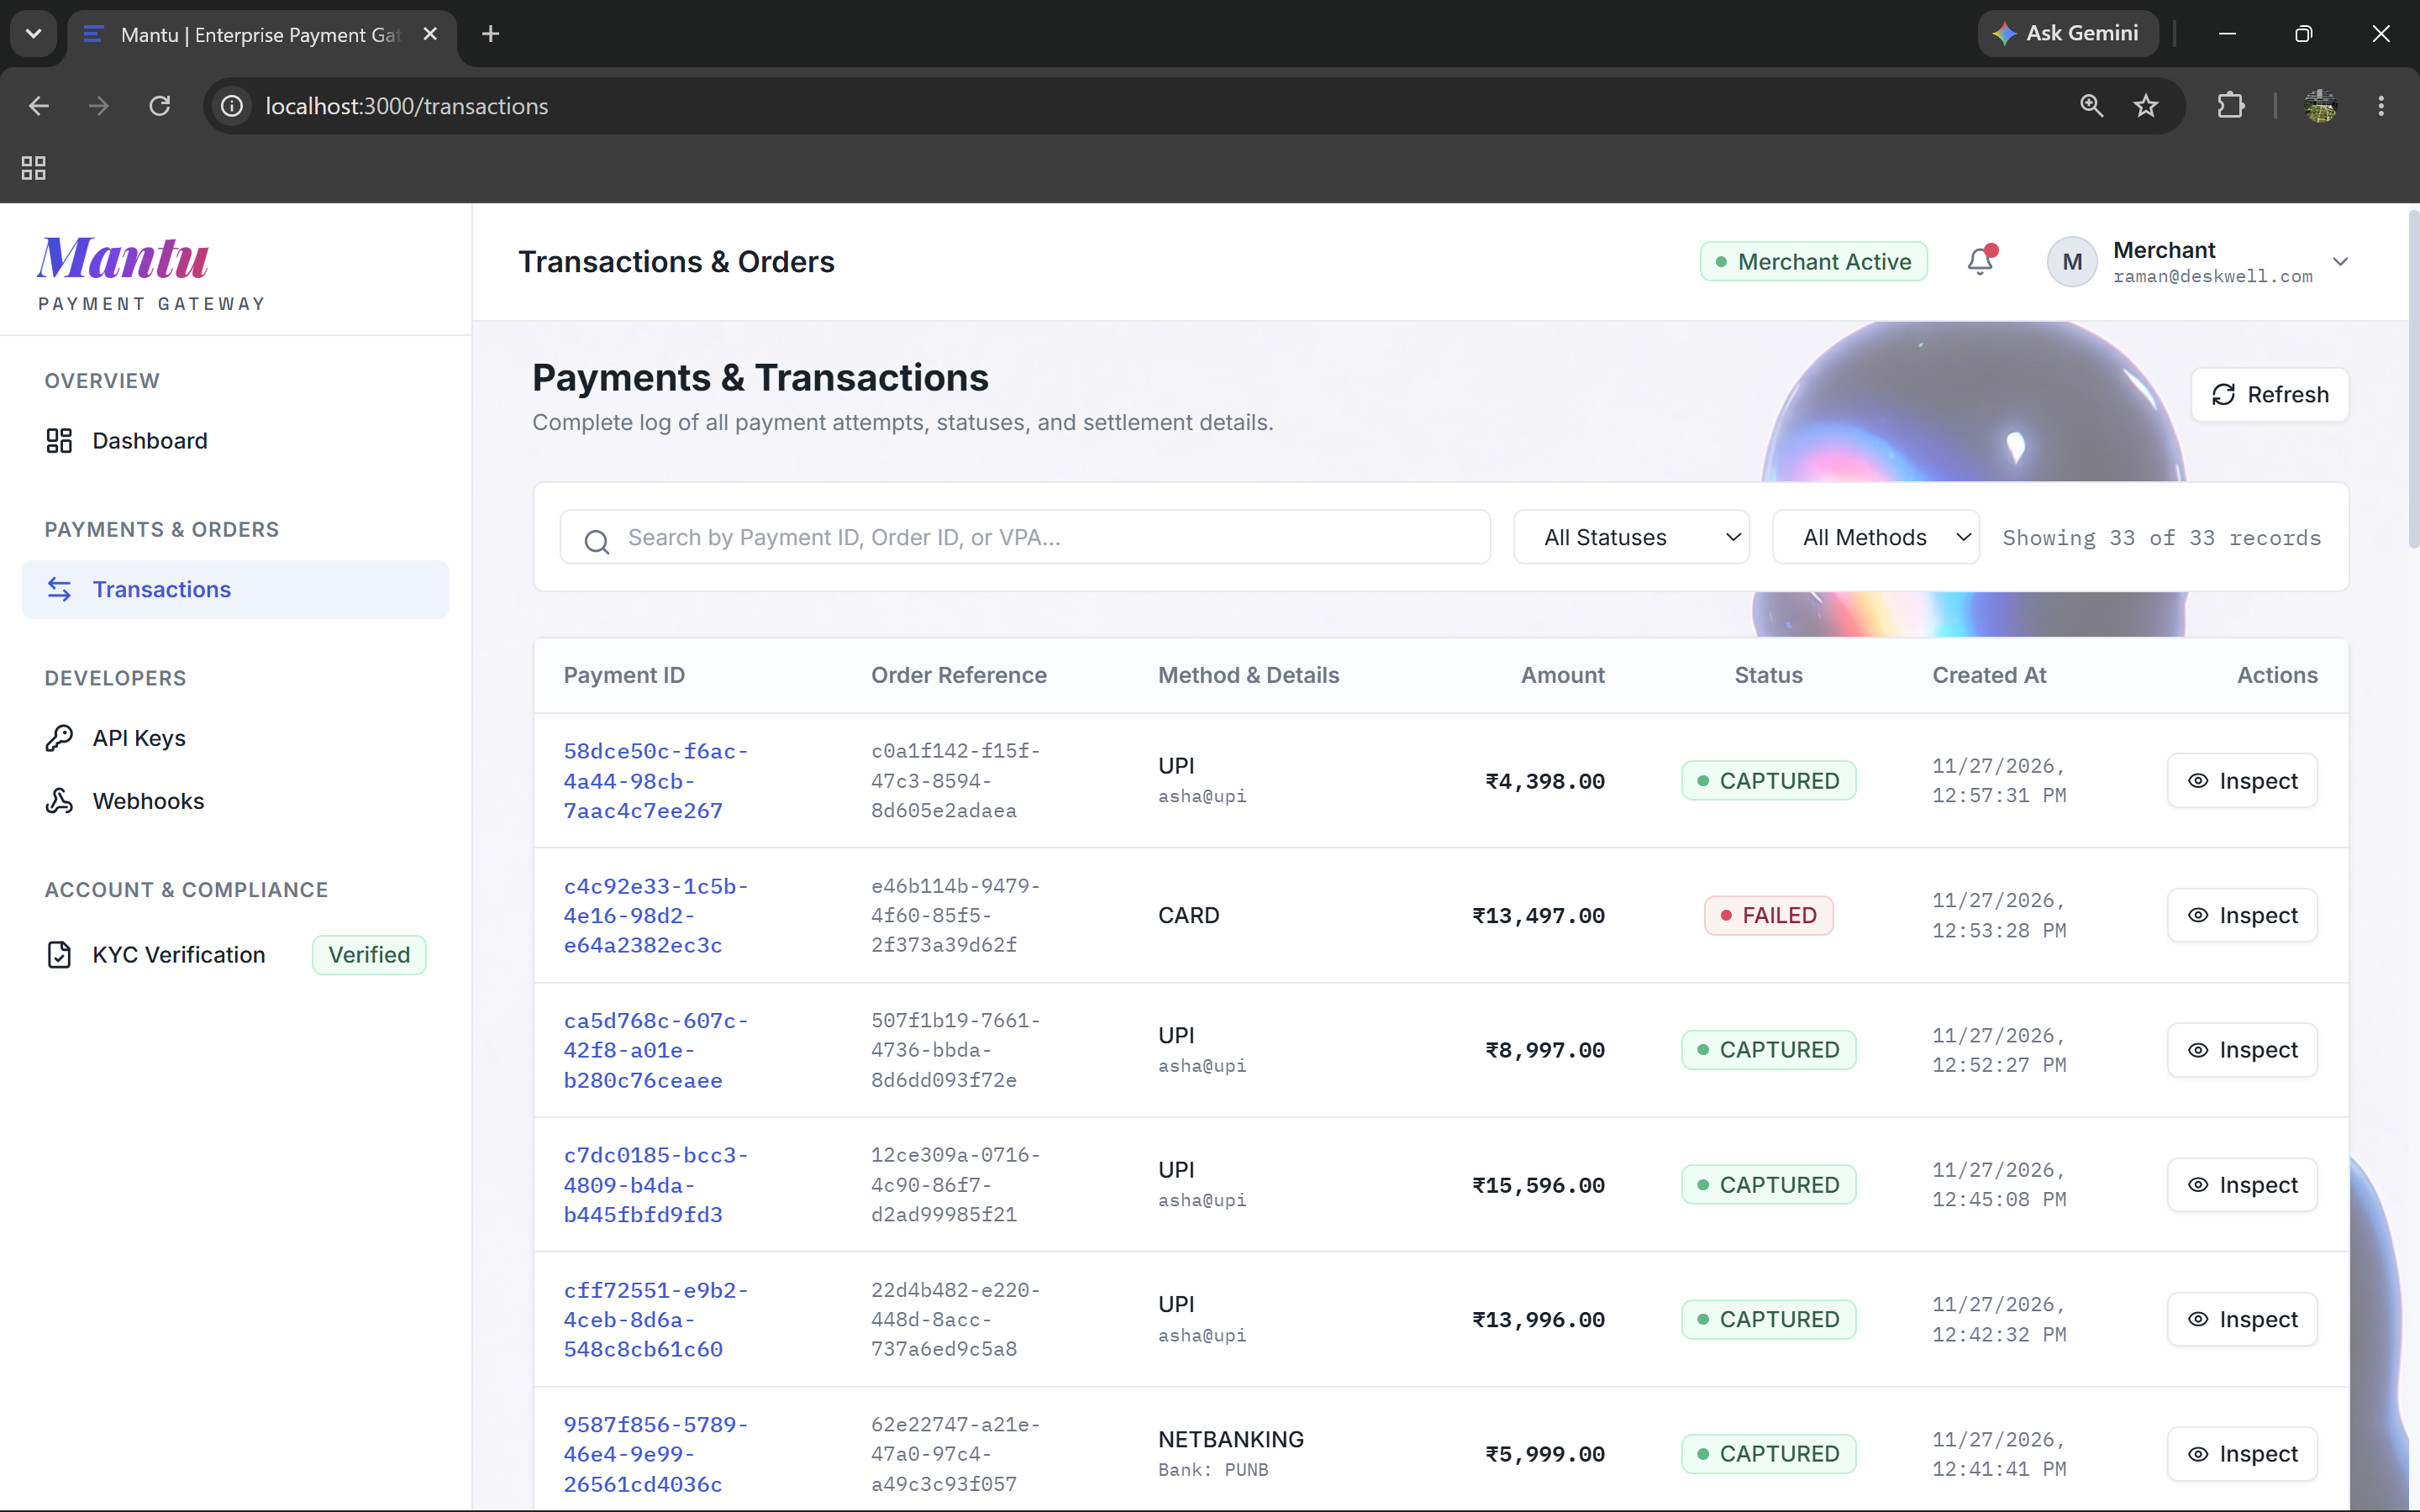 Mantu | Enterprise Payment Gat
Ask Gemini
localhost:3000/transactions
Mantu
PAYMENT GATEWAY
OVERVIEW
Dashboard
PAYMENTS & ORDERS
Transactions
DEVELOPERS
API Keys
Webhooks
ACCOUNT & COMPLIANCE
KYC Verification Verified
Transactions & Orders
Merchant Active
M
Merchant
raman@deskwell.com
Payments & Transactions
Complete log of all payment attempts, statuses, and settlement details.
Refresh
Search by Payment ID, Order ID, or VPA...
All Statuses
All Methods
Showing 33 of 33 records
Payment ID Order Reference Method & Details Amount Status Created At Actions
58dce50c-f6ac-
4a44-98cb-
7aac4c7ee267
c0a1f142-f15f-
47c3-8594-
8d605e2adaea
UPI
asha@upi
₹4,398.00
CAPTURED
11/27/2026,
12:57:31 PM
Inspect
c4c92e33-1c5b-
4e16-98d2-
e64a2382ec3c
e46b114b-9479-
4f60-85f5-
2f373a39d62f
CARD
₹13,497.00
FAILED
11/27/2026,
12:53:28 PM
Inspect
ca5d768c-607c-
42f8-a01e-
b280c76ceaee
507f1b19-7661-
4736-bbda-
8d6dd093f72e
UPI
asha@upi
₹8,997.00
CAPTURED
11/27/2026,
12:52:27 PM
Inspect
c7dc0185-bcc3-
4809-b4da-
b445fbfd9fd3
12ce309a-0716-
4c90-86f7-
d2ad99985f21
UPI
asha@upi
₹15,596.00
CAPTURED
11/27/2026,
12:45:08 PM
Inspect
cff72551-e9b2-
4ceb-8d6a-
548c8cb61c60
22d4b482-e220-
448d-8acc-
737a6ed9c5a8
UPI
asha@upi
₹13,996.00
CAPTURED
11/27/2026,
12:42:32 PM
Inspect
9587f856-5789-
46e4-9e99-
26561cd4036c
62e22747-a21e-
47a0-97c4-
a49c3c93f057
NETBANKING
Bank: PUNB
₹5,999.00
CAPTURED
11/27/2026,
12:41:41 PM
Inspect